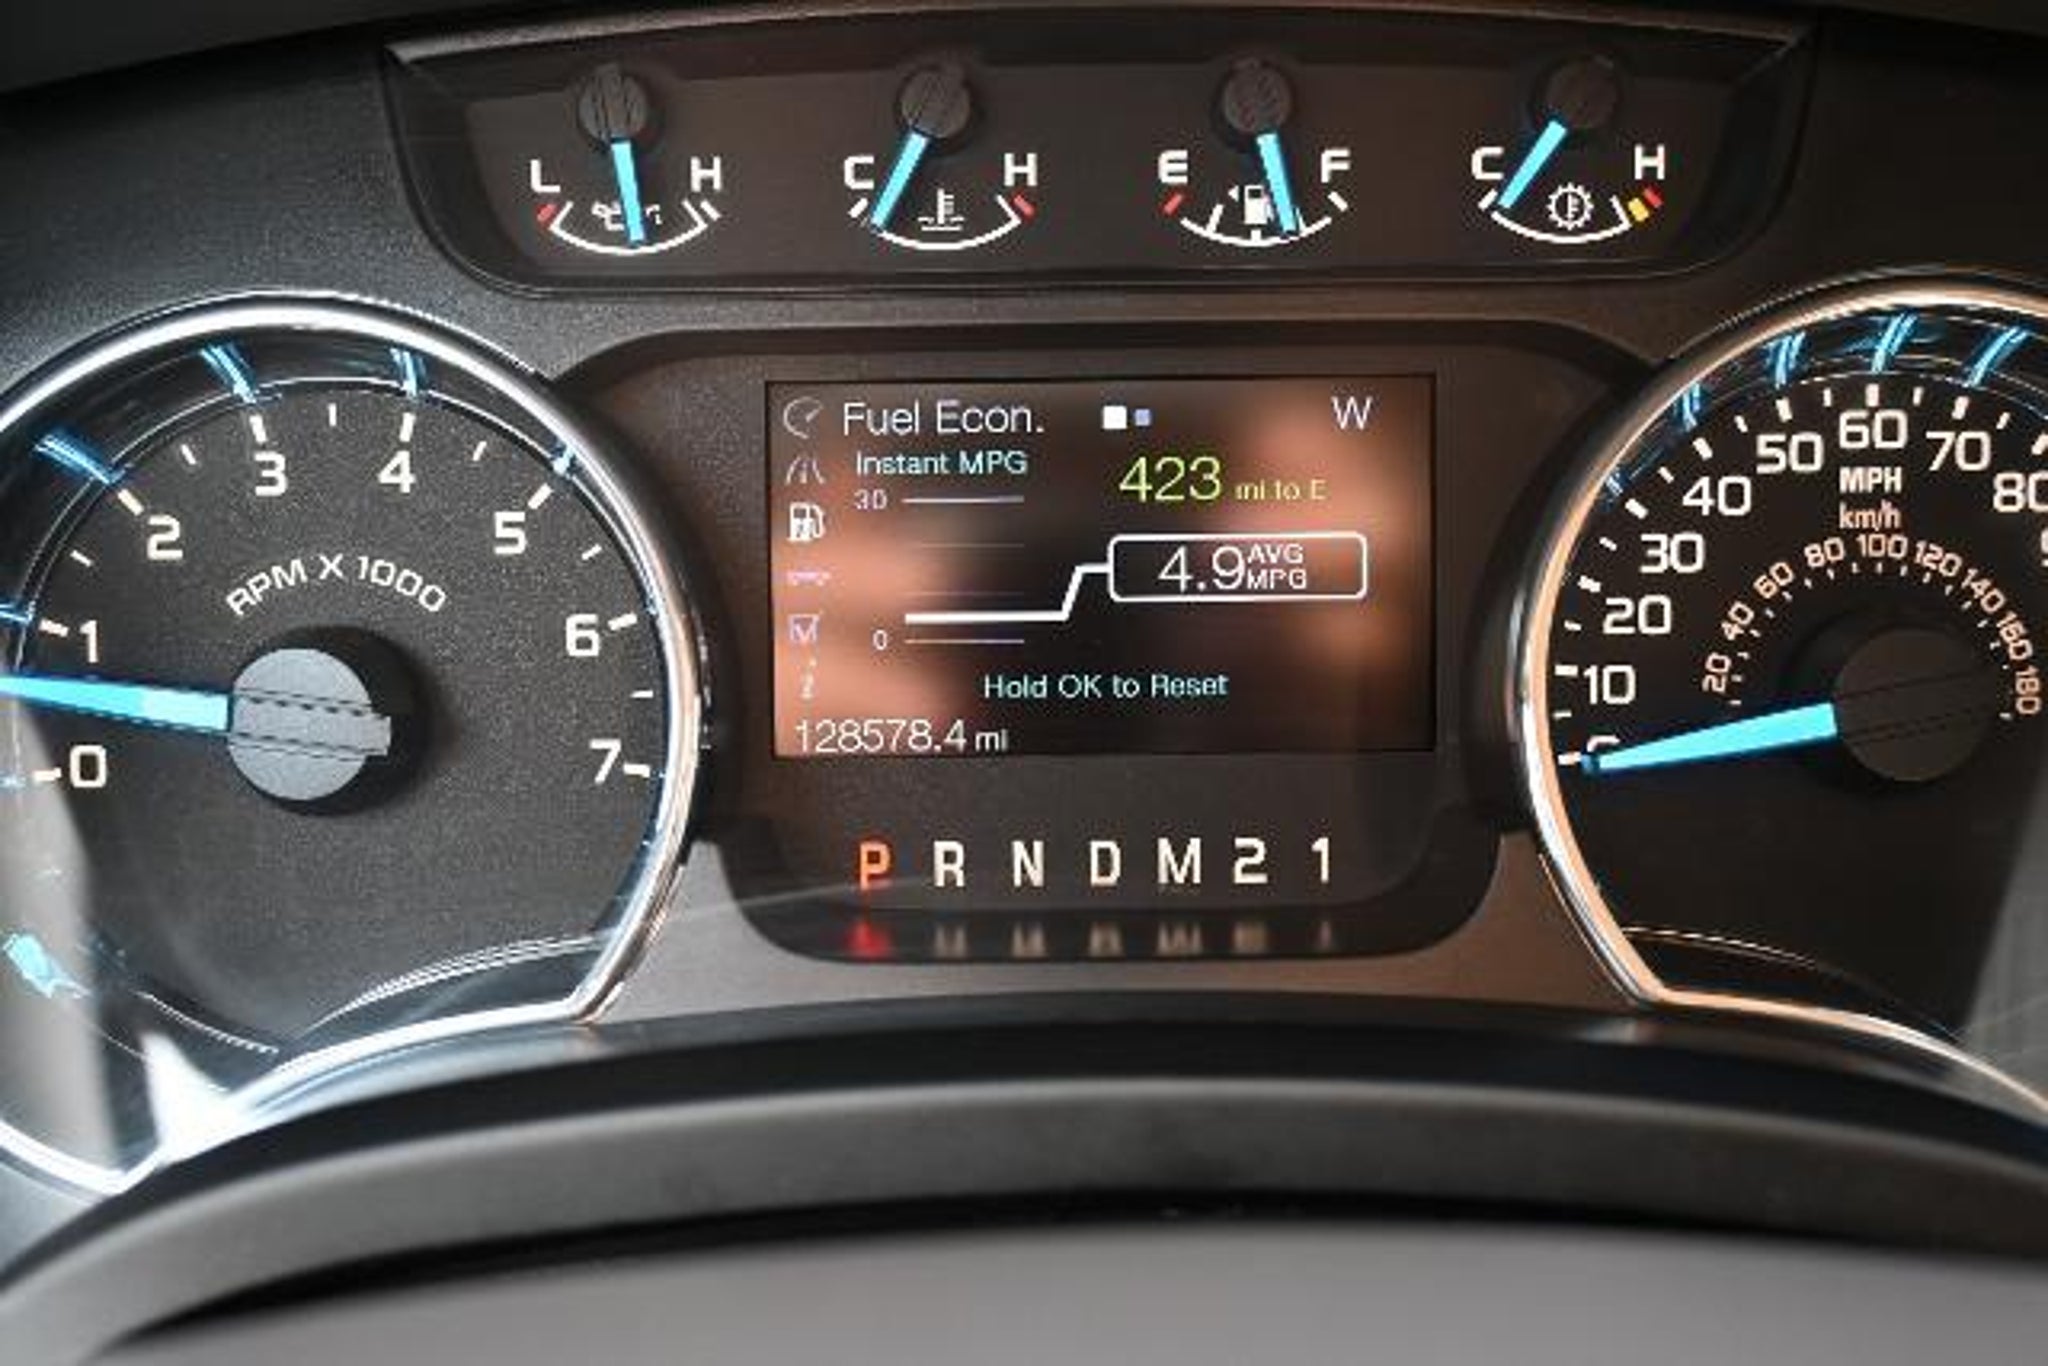 L H
C H
E F
C H
0 1 2 3 4 5 6 7
RPM X 1000
Fuel Econ.
W
Instant MPG
423 mi to E
30
4.9 AVG MPG
0
Hold OK to Reset
128578.4 mi
P R N D M 2 1
10 20 30 40 50 60 70 80
MPH
km/h
20 40 60 80 100 120 140 160 180